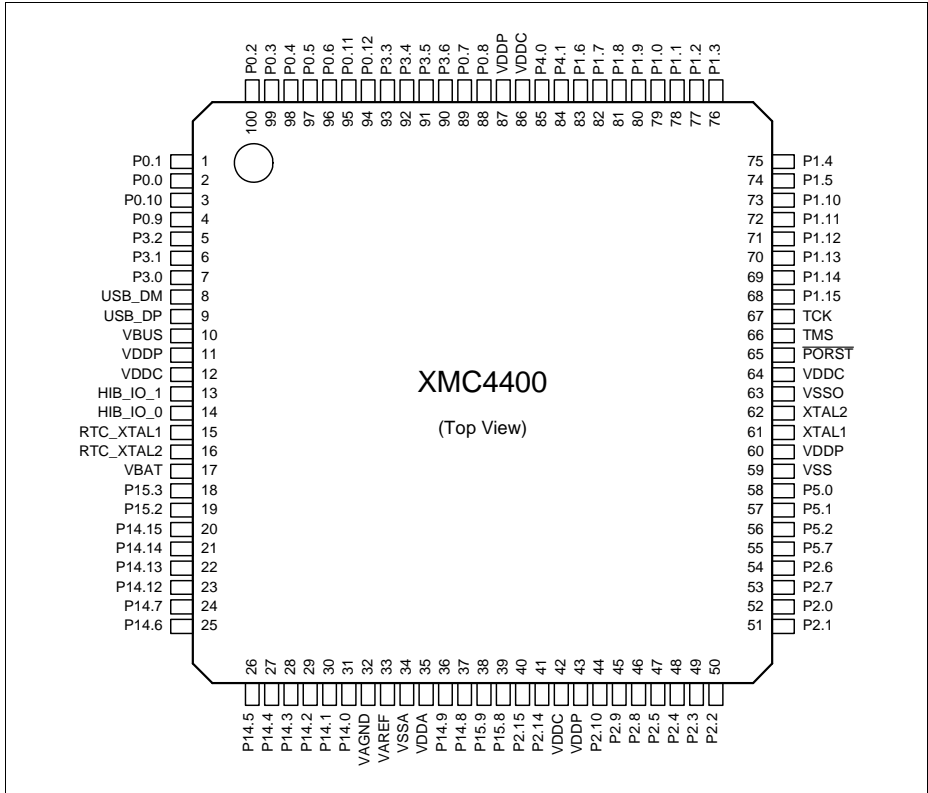 P0.2 P0.3 P0.4 P0.5 P0.6 P0.11 P0.12 P3.3 P3.4 P3.5 P3.6 P0.7 P0.8 VDDP VDDC P4.0 P4.1 P1.6 P1.7 P1.8 P1.9 P1.0 P1.1 P1.2 P1.3
100 99 98 97 96 95 94 93 92 91 90 89 88 87 86 85 84 83 82 81 80 79 78 77 76
P0.1 1 75 P1.4
P0.0 2 74 P1.5
P0.10 3 73 P1.10
P0.9 4 72 P1.11
P3.2 5 71 P1.12
P3.1 6 70 P1.13
P3.0 7 69 P1.14
USB_DM 8 68 P1.15
USB_DP 9 67 TCK
VBUS 10 66 TMS
VDDP 11 65 PORST
VDDC 12 64 VDDC
HIB_IO_1 13 63 VSSO
HIB_IO_0 14 62 XTAL2
RTC_XTAL1 15 61 XTAL1
RTC_XTAL2 16 60 VDDP
VBAT 17 59 VSS
P15.3 18 58 P5.0
P15.2 19 57 P5.1
P14.15 20 56 P5.2
P14.14 21 55 P5.7
P14.13 22 54 P2.6
P14.12 23 53 P2.7
P14.7 24 52 P2.0
P14.6 25 51 P2.1
XMC4400
(Top View)
26 27 28 29 30 31 32 33 34 35 36 37 38 39 40 41 42 43 44 45 46 47 48 49 50
P14.5 P14.4 P14.3 P14.2 P14.1 P14.0 VAGND VAREF VSSA VDDA P14.9 P14.8 P15.9 P15.8 P2.15 P2.14 VDDC VDDP P2.10 P2.9 P2.8 P2.5 P2.4 P2.3 P2.2